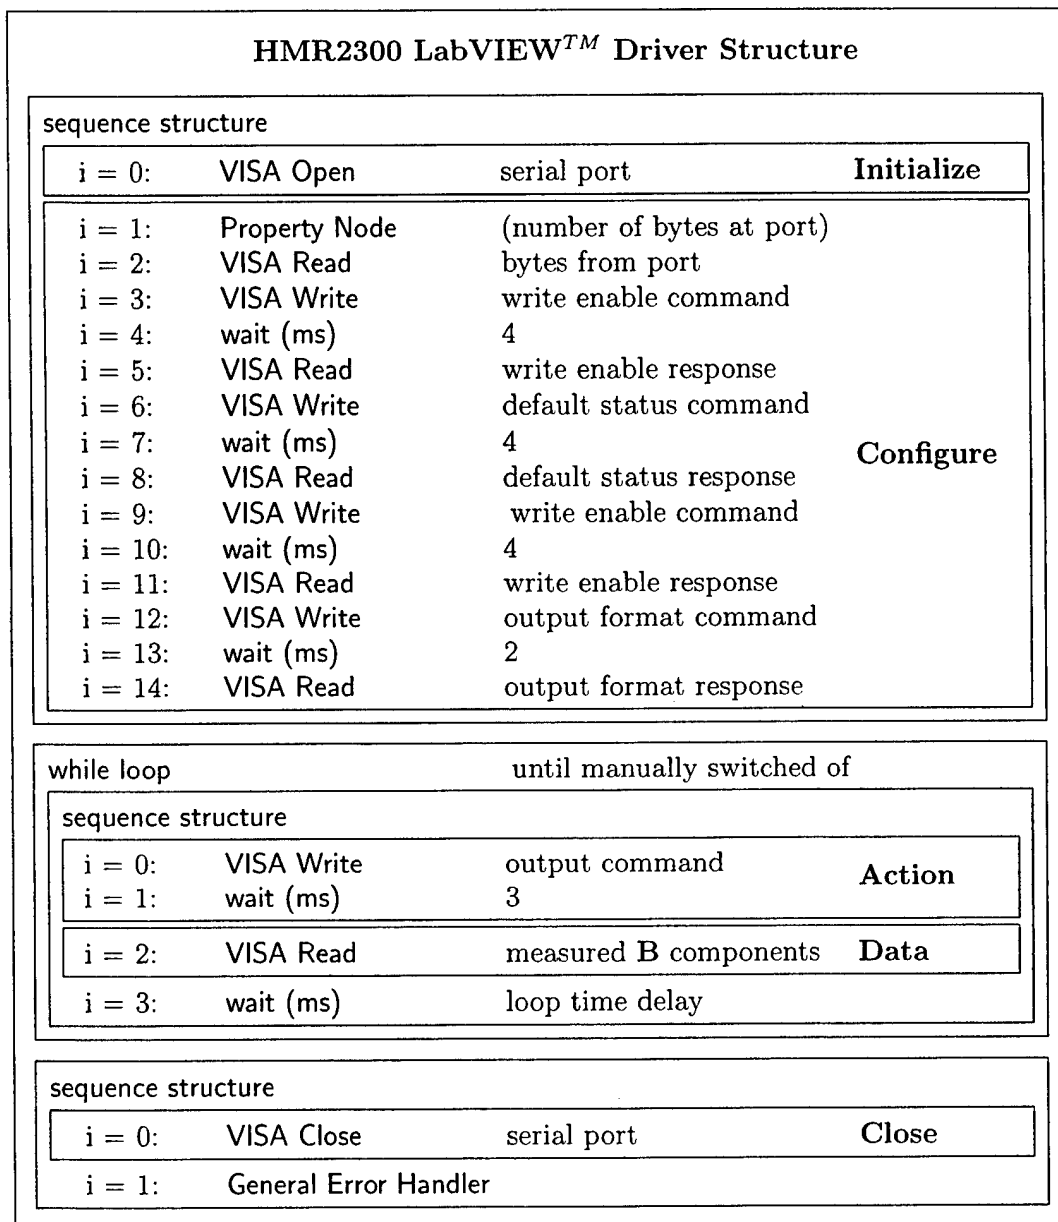 HMR2300 LabVIEW^TM Driver Structure
sequence structure
i = 0: VISA Open serial port Initialize
i = 1: Property Node (number of bytes at port)
i = 2: VISA Read bytes from port
i = 3: VISA Write write enable command
i = 4: wait (ms) 4
i = 5: VISA Read write enable response
i = 6: VISA Write default status command
i = 7: wait (ms) 4
Configure
i = 8: VISA Read default status response
i = 9: VISA Write write enable command
i = 10: wait (ms) 4
i = 11: VISA Read write enable response
i = 12: VISA Write output format command
i = 13: wait (ms) 2
i = 14: VISA Read output format response
while loop until manually switched of
sequence structure
i = 0: VISA Write output command
Action
i = 1: wait (ms) 3
i = 2: VISA Read measured B components Data
i = 3: wait (ms) loop time delay
sequence structure
i = 0: VISA Close serial port Close
i = 1: General Error Handler